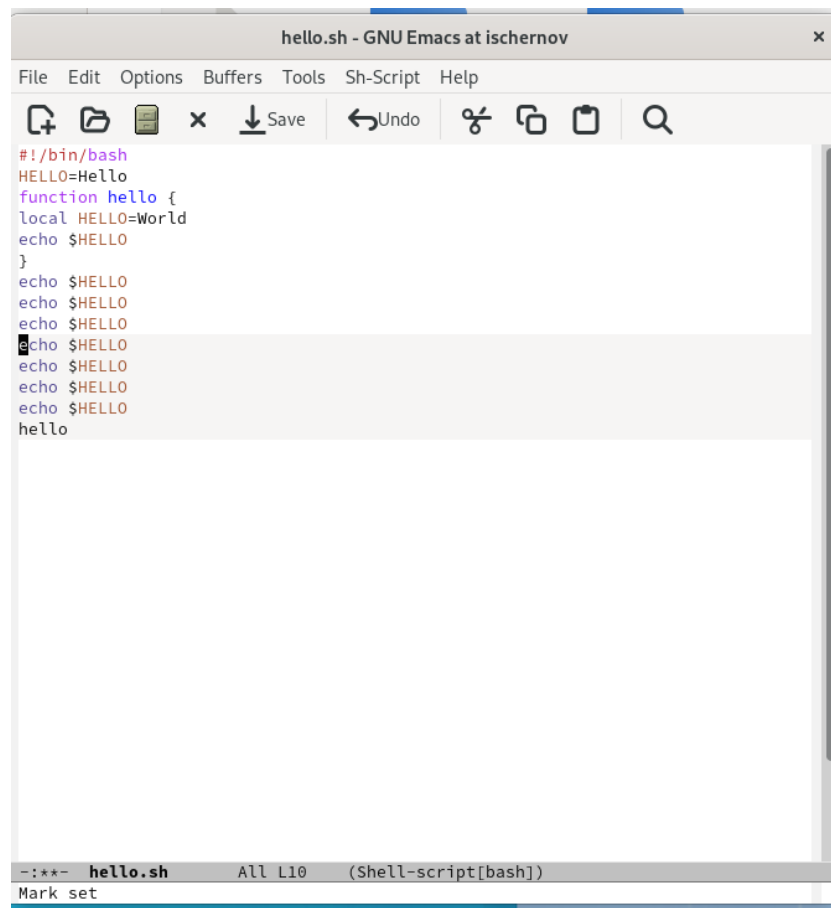 hello.sh - GNU Emacs at ischernov
File Edit Options Buffers Tools Sh-Script Help
Save Undo
#!/bin/bash
HELLO=Hello
function hello {
local HELLO=World
echo $HELLO
}
echo $HELLO
echo $HELLO
echo $HELLO
echo $HELLO
echo $HELLO
echo $HELLO
echo $HELLO
hello
-:**- hello.sh All L10 (Shell-script[bash])
Mark set